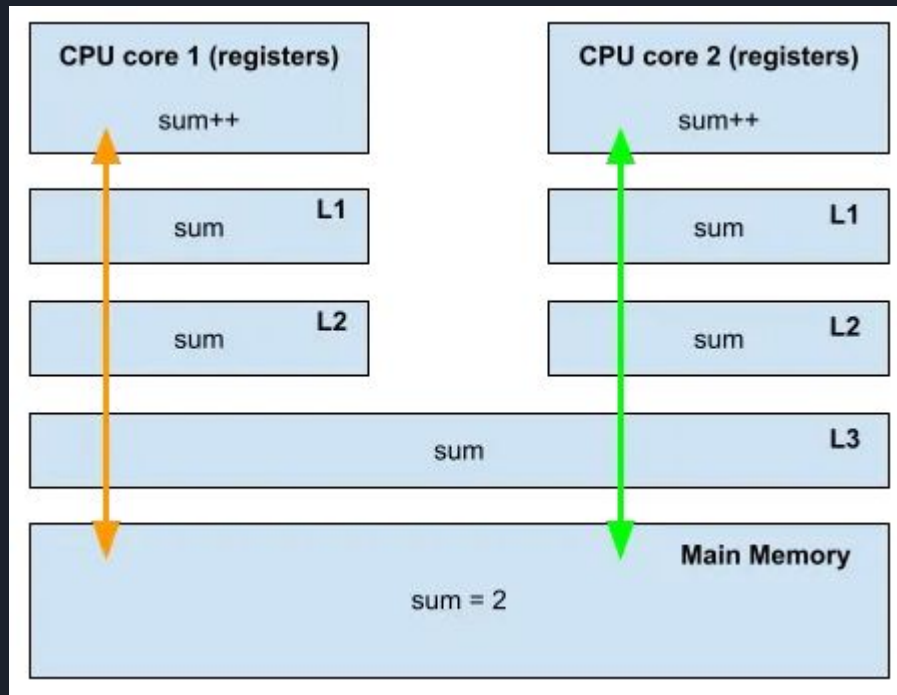 CPU core 1 (registers)
sum++
CPU core 2 (registers)
sum++
L1
sum
L1
sum
L2
sum
L2
sum
L3
sum
Main Memory
sum = 2